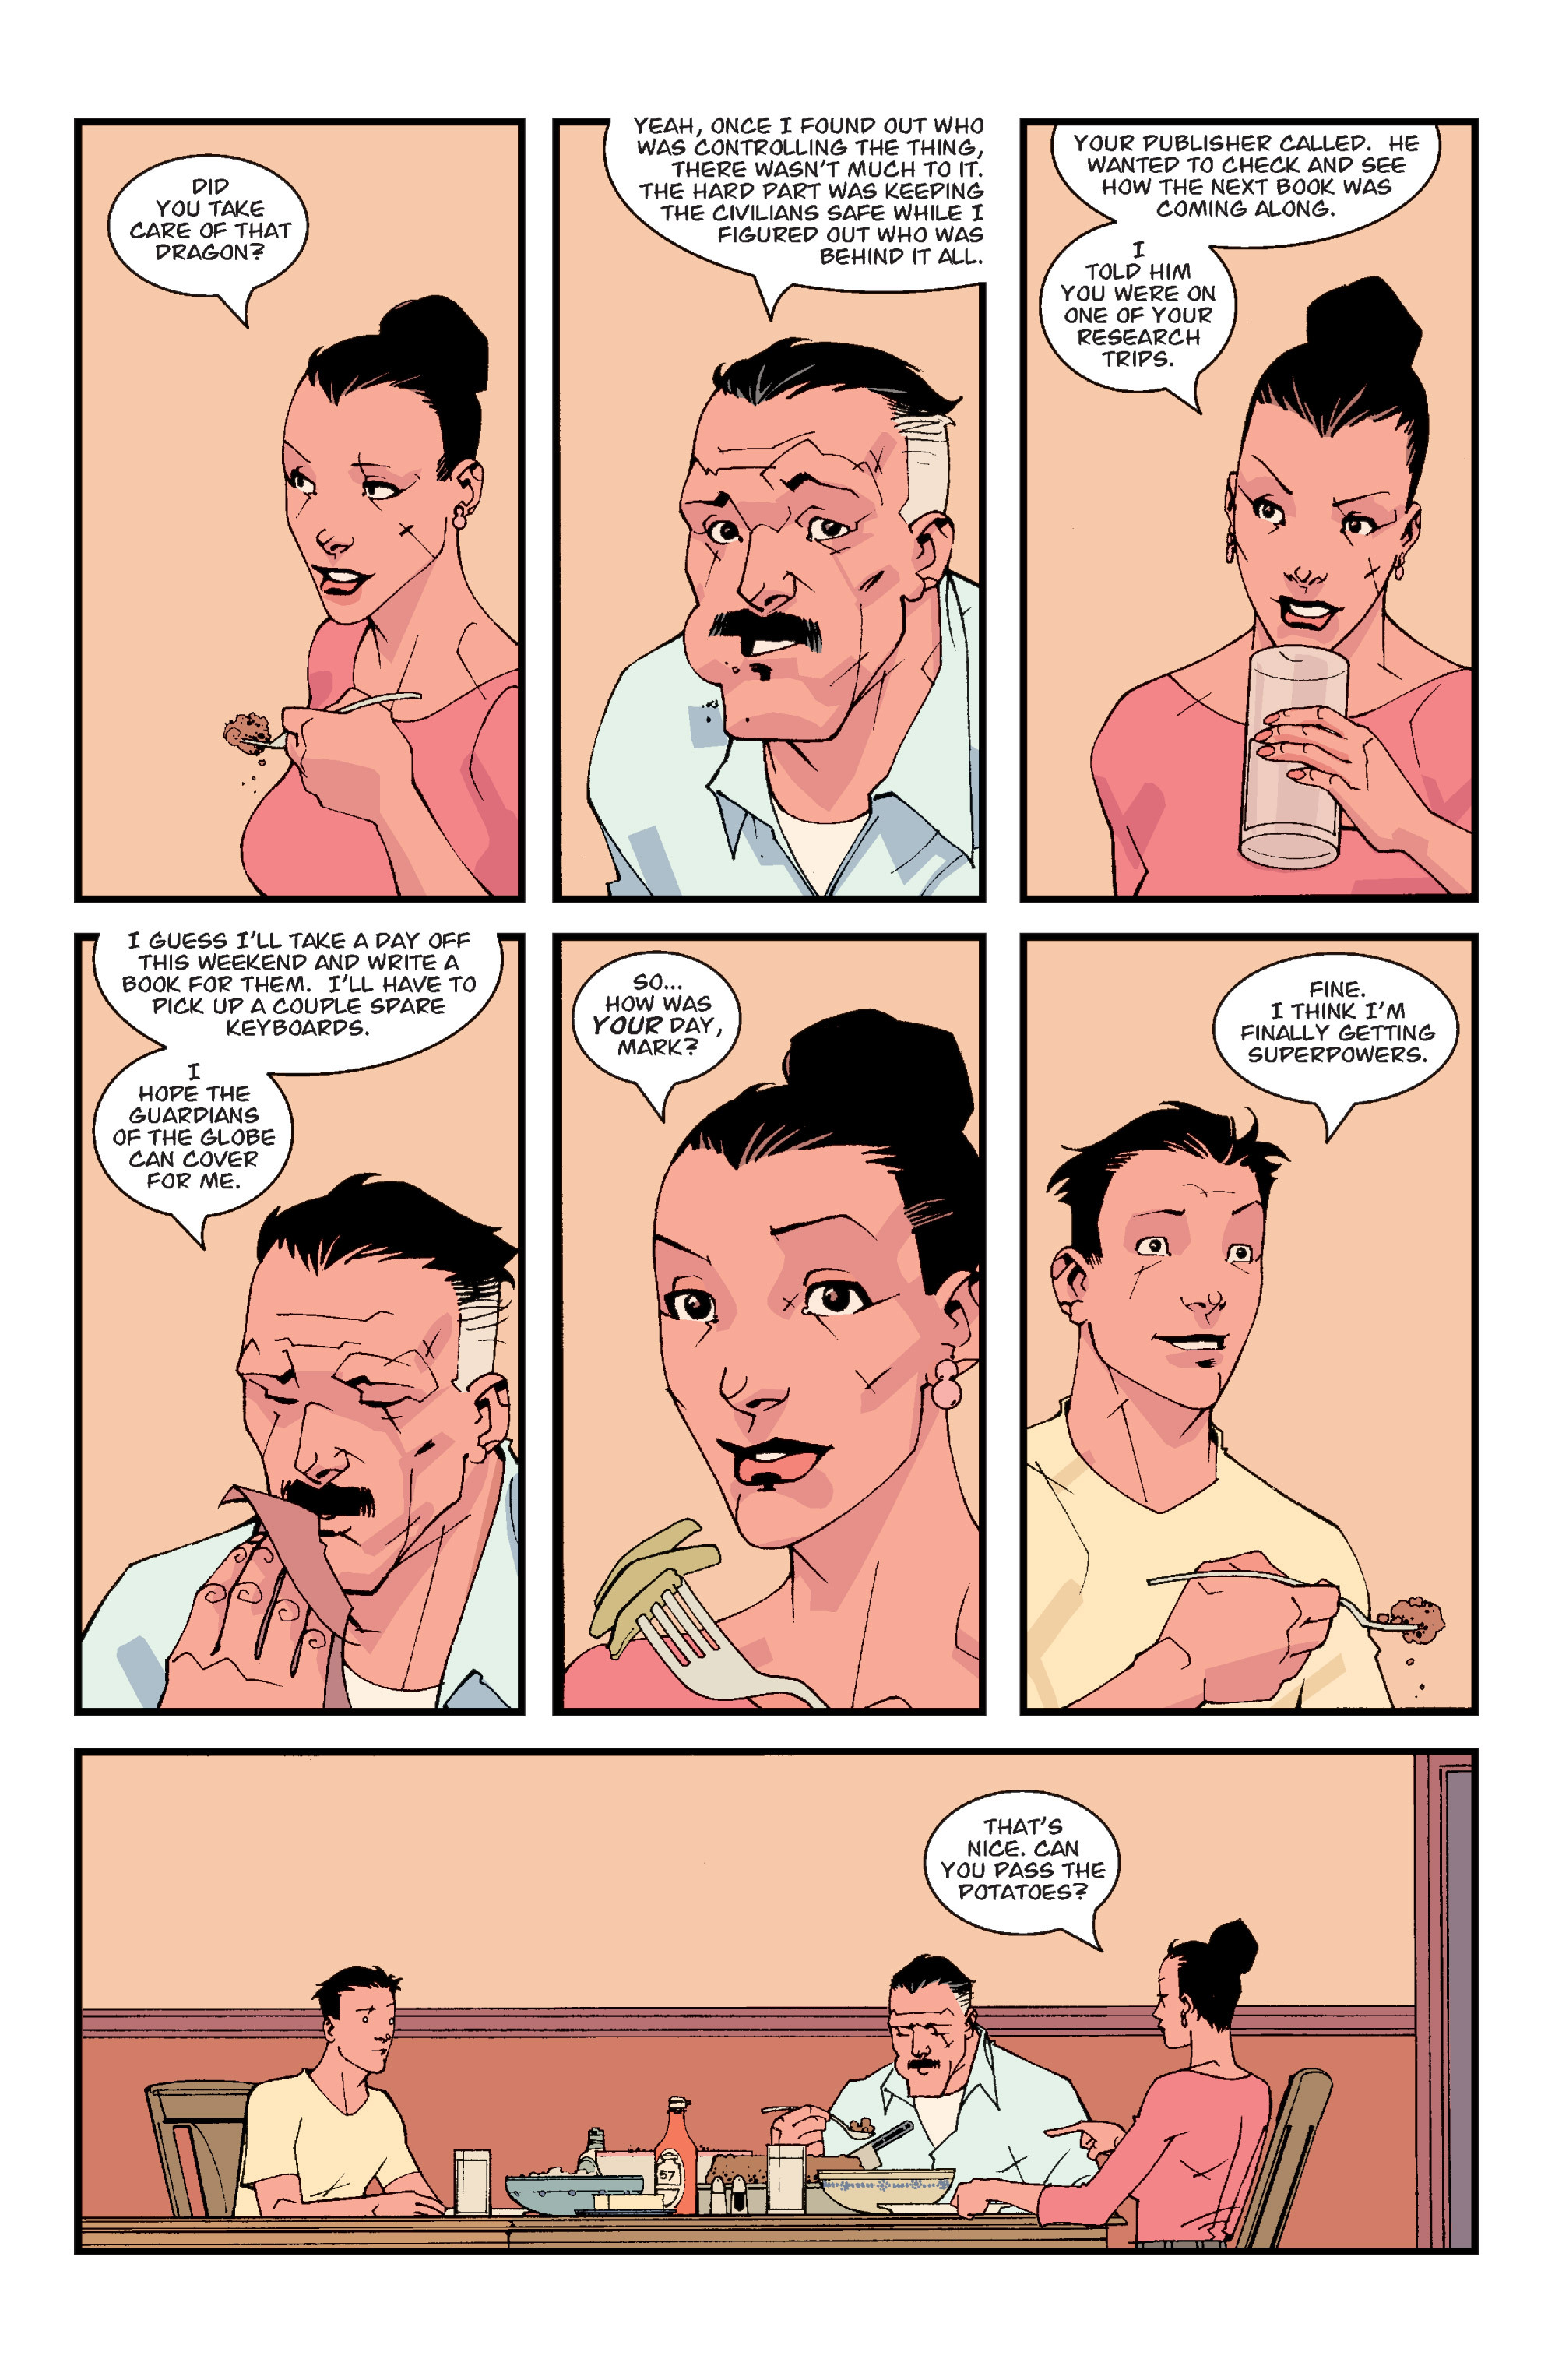 DID
YOU TAKE
CARE OF THAT
DRAGON?
YEAH, ONCE I FOUND OUT WHO
WAS CONTROLLING THE THING,
THERE WASN'T MUCH TO IT.
THE HARD PART WAS KEEPING
THE CIVILIANS SAFE WHILE I
FIGURED OUT WHO WAS
BEHIND IT ALL.
YOUR PUBLISHER CALLED. HE
WANTED TO CHECK AND SEE
HOW THE NEXT BOOK WAS
COMING ALONG.
I
TOLD HIM
YOU WERE ON
ONE OF YOUR
RESEARCH
TRIPS.
I GUESS I'LL TAKE A DAY OFF
THIS WEEKEND AND WRITE A
BOOK FOR THEM. I'LL HAVE TO
PICK UP A COUPLE SPARE
KEYBOARDS.
I
HOPE THE
GUARDIANS
OF THE GLOBE
CAN COVER
FOR ME.
SO...
HOW WAS
YOUR DAY,
MARK?
FINE.
I THINK I'M
FINALLY GETTING
SUPERPOWERS.
THAT'S
NICE. CAN
YOU PASS THE
POTATOES?
57